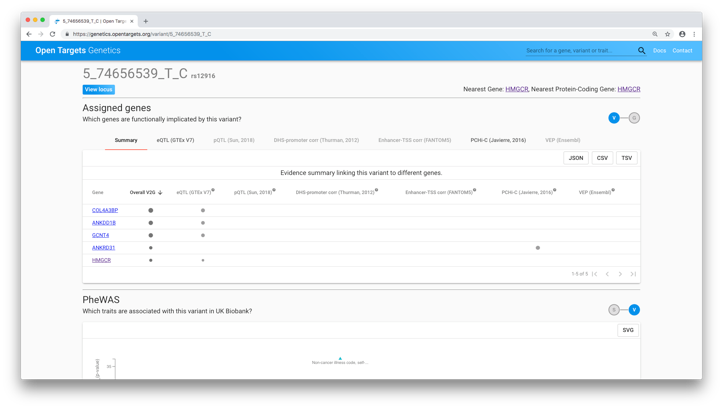 5_74656539_T_C | Open Targ
https://genetics.opentargets.org/variant/5_74656539_T_C
Open Targets Genetics
Search for a gene, variant or trait...
Docs
Contact
5_74656539_T_C rs12916
View locus
Nearest Gene: HMGCR, Nearest Protein-Coding Gene: HMGCR
Assigned genes
Which genes are functionally implicated by this variant?
V
G
Summary
eQTL (GTEx V7)
pQTL (Sun, 2018)
DHS-promoter corr (Thurman, 2012)
Enhancer-TSS corr (FANTOM5)
PCHi-C (Javierre, 2016)
VEP (Ensembl)
JSON
CSV
TSV
Evidence summary linking this variant to different genes.
Gene
Overall V2G
eQTL (GTEx V7)
pQTL (Sun, 2018)
DHS-promoter corr (Thurman, 2012)
Enhancer-TSS corr (FANTOM5)
PCHi-C (Javierre, 2016)
VEP (Ensembl)
COL4A3BP
ANKDD1B
GCNT4
ANKRD31
HMGCR
1-5 of 5
PheWAS
Which traits are associated with this variant in UK Biobank?
S
V
SVG
Non-cancer illness code, self-...